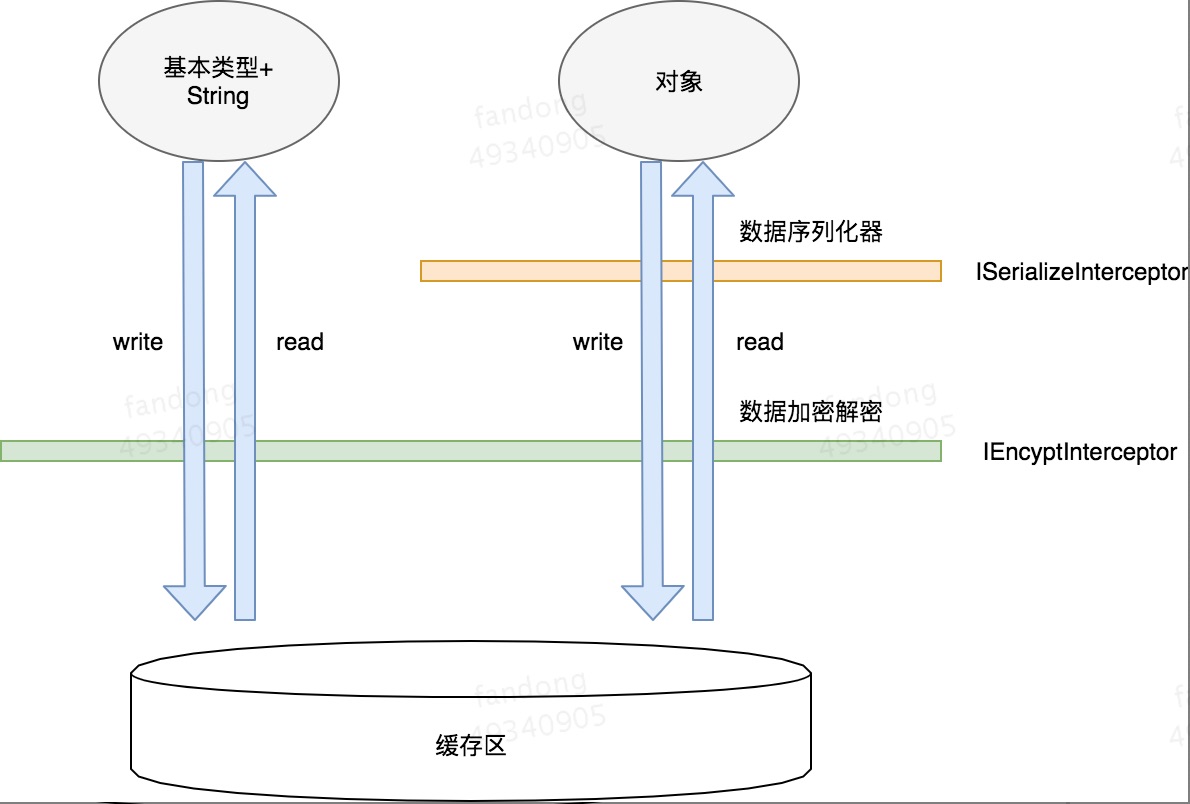 基本类型+
String
对象
fandong
49340905
数据序列化器
ISerializeInterceptor
write
read
write
read
fandong
49340905
数据加密解密
fandong
49340905
IEncyptInterceptor
fandong
49340905
缓存区